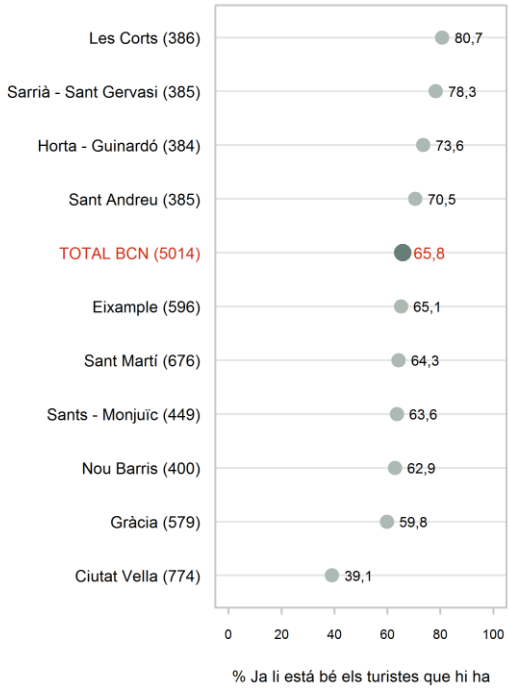 Les Corts (386) 80,7
Sarrià - Sant Gervasi (385) 78,3
Horta - Guinardó (384) 73,6
Sant Andreu (385) 70,5
TOTAL BCN (5014) 65,8
Eixample (596) 65,1
Sant Martí (676) 64,3
Sants - Monjuïc (449) 63,6
Nou Barris (400) 62,9
Gràcia (579) 59,8
Ciutat Vella (774) 39,1
0 20 40 60 80 100
% Ja li está bé els turistes que hi ha